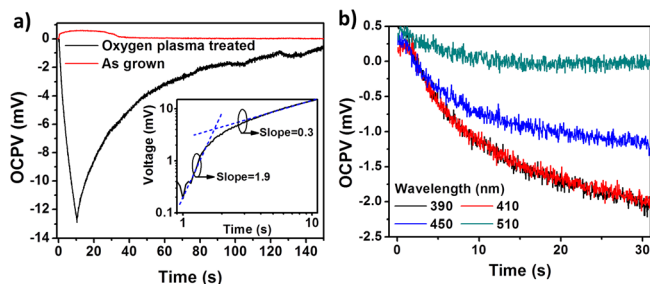 a)
OCPV (mV)
2
0
-2
-4
-6
-8
-10
-12
-14
Oxygen plasma treated
As grown
Voltage (mV)
10
1
0.1
Slope=0.3
Slope=1.9
1
10
Time (s)
0 20 40 60 80 100 120 140
Time (s)
b)
OCPV (mV)
0.5
0.0
-0.5
-1.0
-1.5
-2.0
-2.5
Wavelength (nm)
390 410
450 510
0 10 20 30
Time (s)